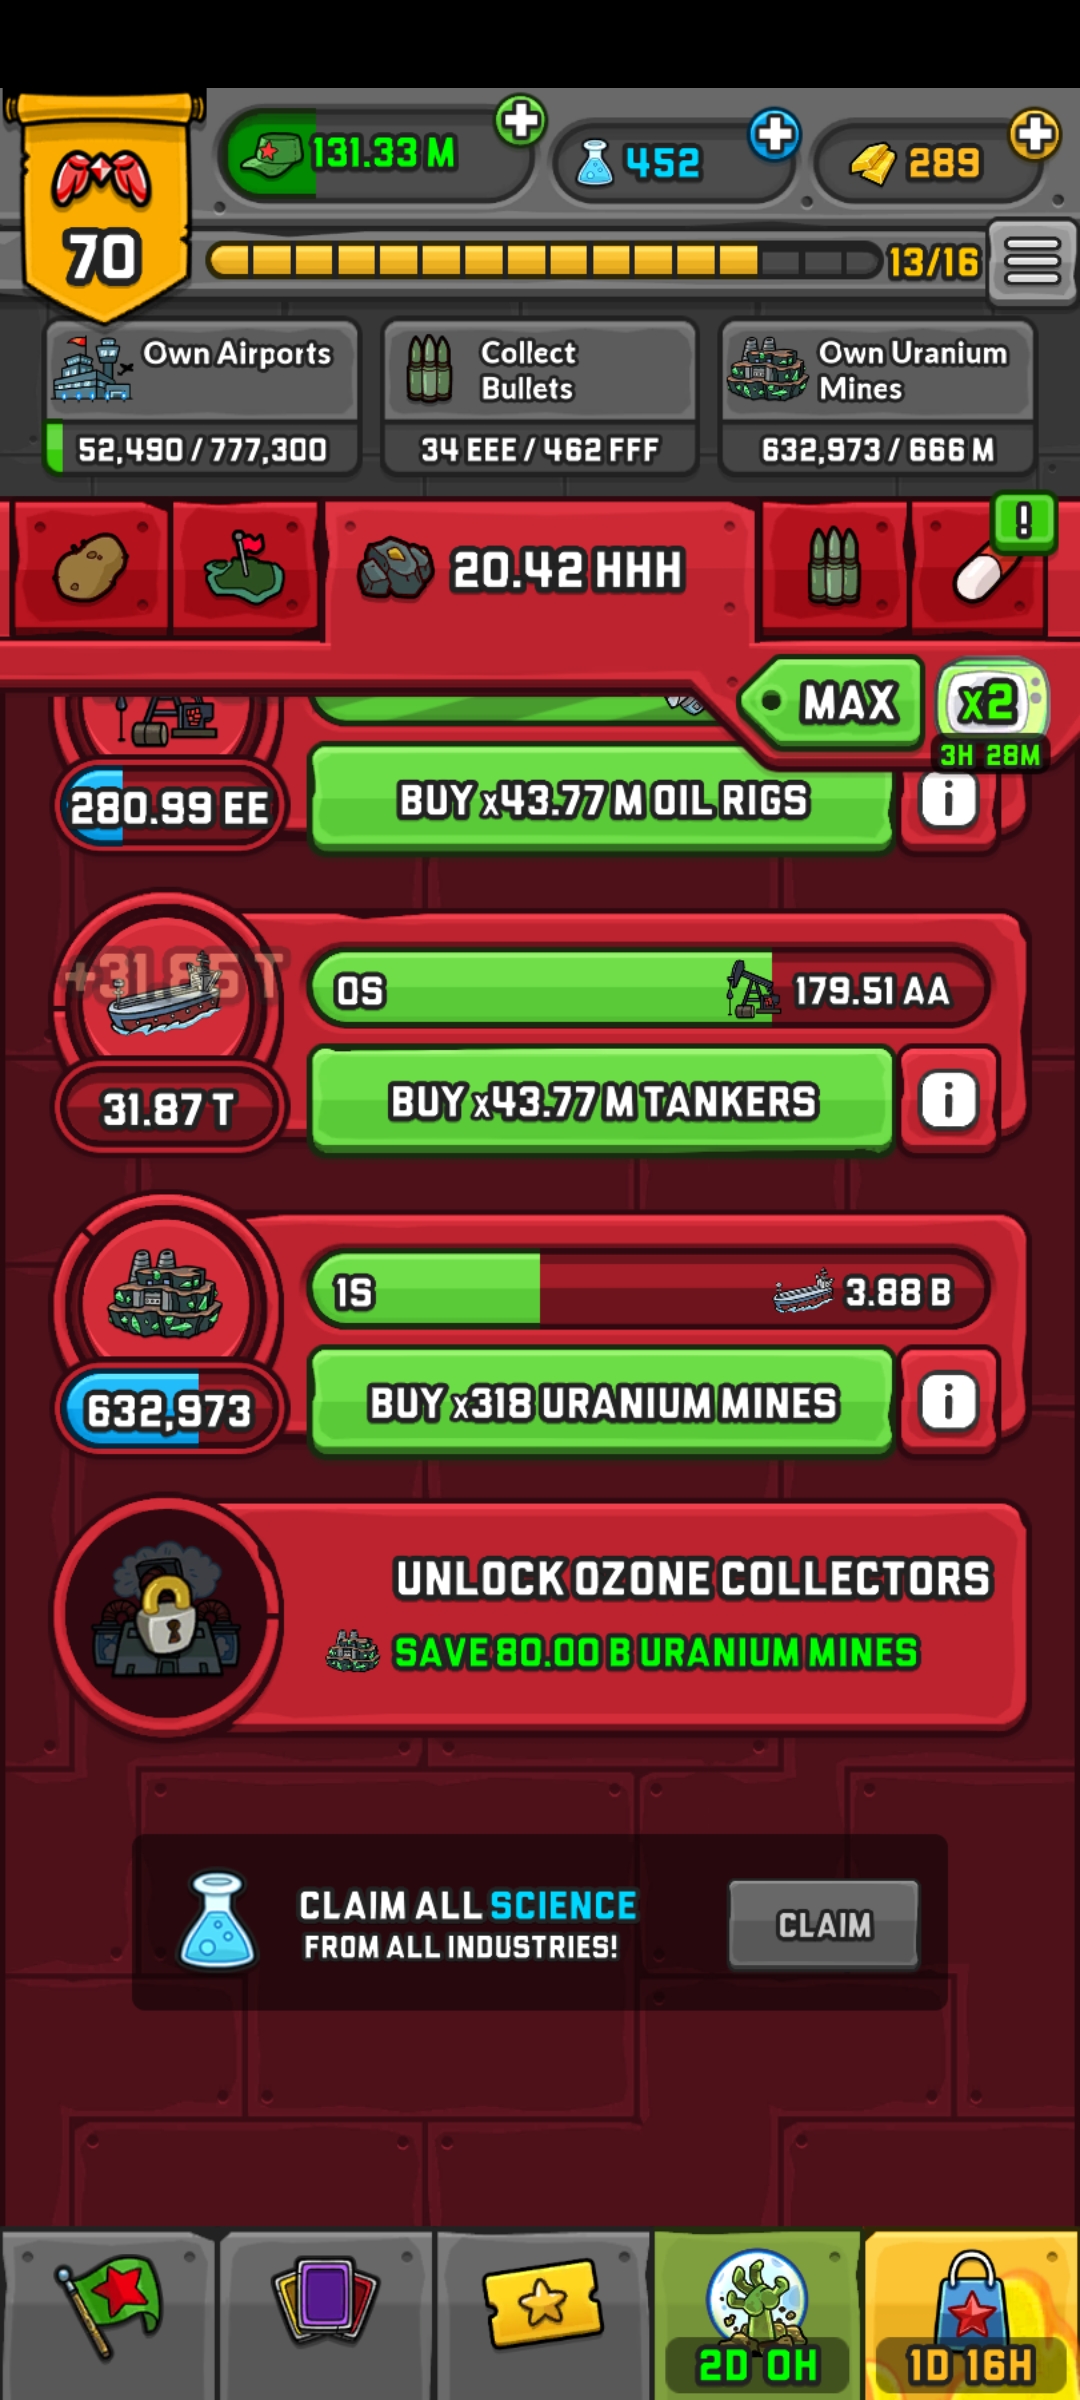 131.33 M
452
289
70
13/16
Own Airports
52,490 / 777,300
Collect
Bullets
34 EEE / 462 FFF
Own Uranium
Mines
632,973 / 666 M
20.42 HHH
!
MAX
x2
3H 28M
280.99 EE
BUY x43.77 M OIL RIGS
i
+31.85 T
0S
179.51 AA
31.87 T
BUY x43.77 M TANKERS
i
1S
3.88 B
632,973
BUY x318 URANIUM MINES
i
UNLOCK OZONE COLLECTORS
SAVE 80.00 B URANIUM MINES
CLAIM ALL SCIENCE
FROM ALL INDUSTRIES!
CLAIM
2D 0H
1D 16H